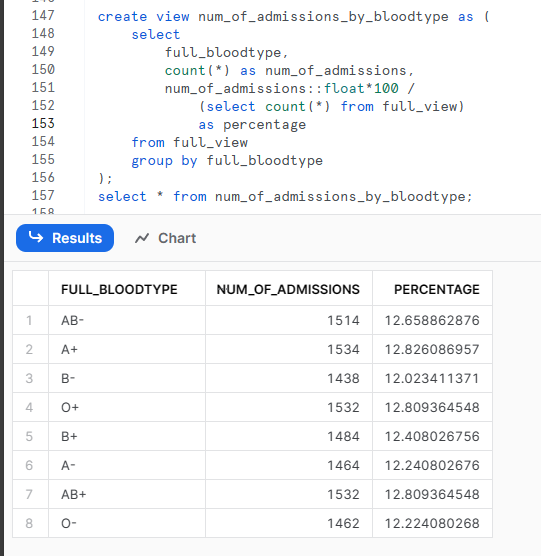 147 create view num_of_admissions_by_bloodtype as (
148 select
149 full_bloodtype,
150 count(*) as num_of_admissions,
151 num_of_admissions::float*100 /
152 (select count(*) from full_view)
153 as percentage
154 from full_view
155 group by full_bloodtype
156 );
157 select * from num_of_admissions_by_bloodtype;
158
Results Chart
FULL_BLOODTYPE NUM_OF_ADMISSIONS PERCENTAGE
1 AB- 1514 12.658862876
2 A+ 1534 12.826086957
3 B- 1438 12.023411371
4 O+ 1532 12.809364548
5 B+ 1484 12.408026756
6 A- 1464 12.240802676
7 AB+ 1532 12.809364548
8 O- 1462 12.224080268